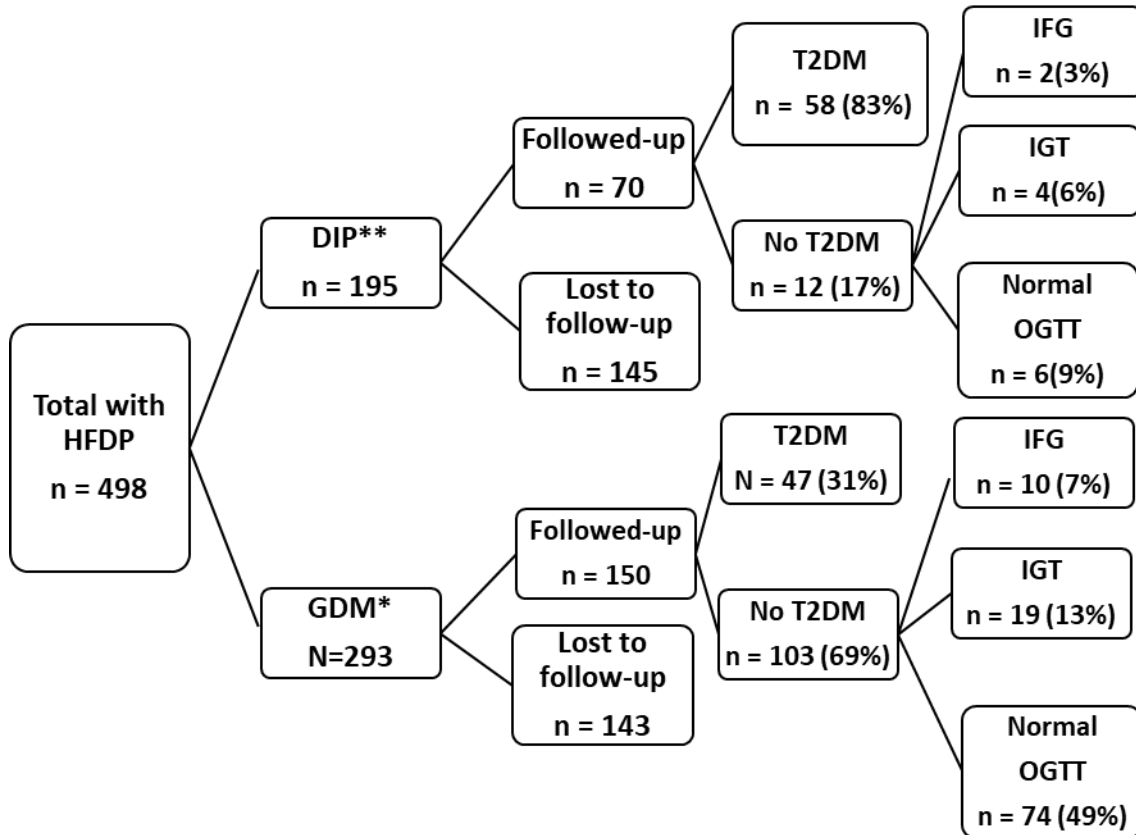 Total with
HFDP
n = 498
DIP**
n = 195
Followed-up
n = 70
T2DM
n =  58 (83%)
No T2DM
n = 12 (17%)
IFG
n = 2(3%)
IGT
n = 4(6%)
Normal
OGTT
n = 6(9%)
Lost to
follow-up
n = 145
GDM*
N=293
Followed-up
n = 150
T2DM
N = 47 (31%)
No T2DM
n = 103 (69%)
IFG
n = 10 (7%)
IGT
n = 19 (13%)
Normal
OGTT
n = 74 (49%)
Lost to
follow-up
n = 143